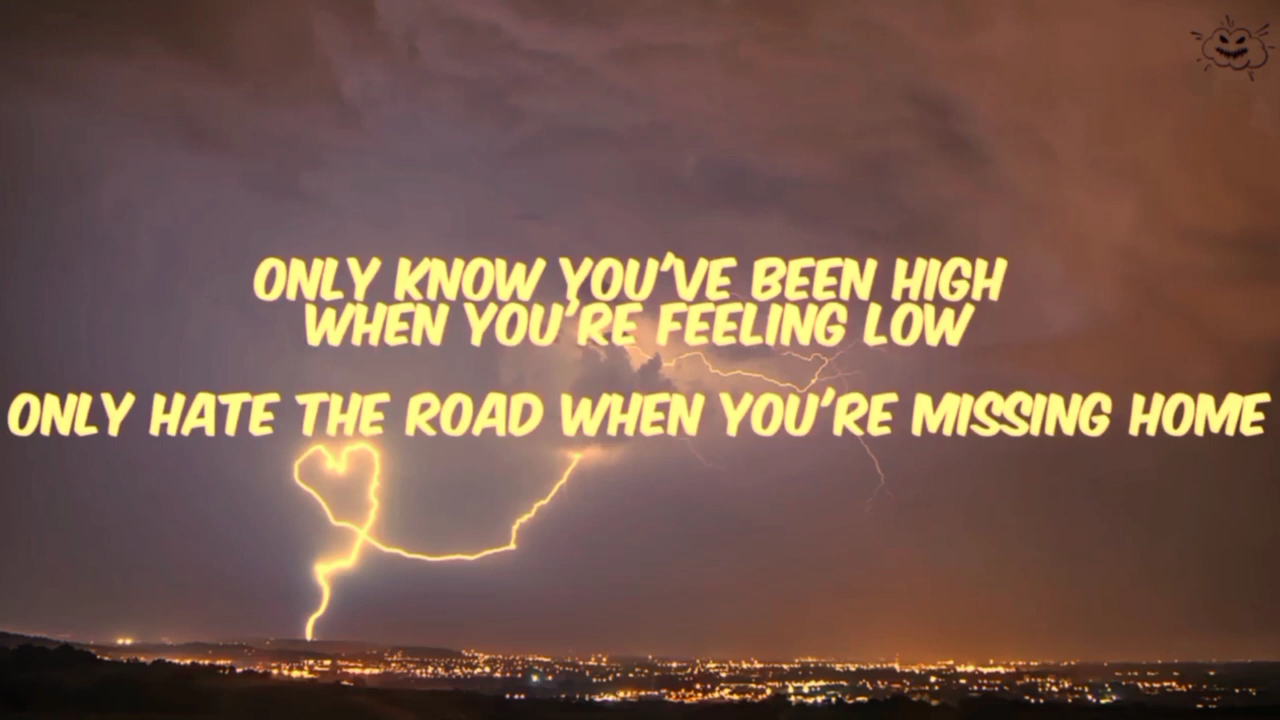 ONLY KNOW YOU'VE BEEN HIGH
WHEN YOU'RE FEELING LOW
ONLY HATE THE ROAD WHEN YOU'RE MISSING HOME